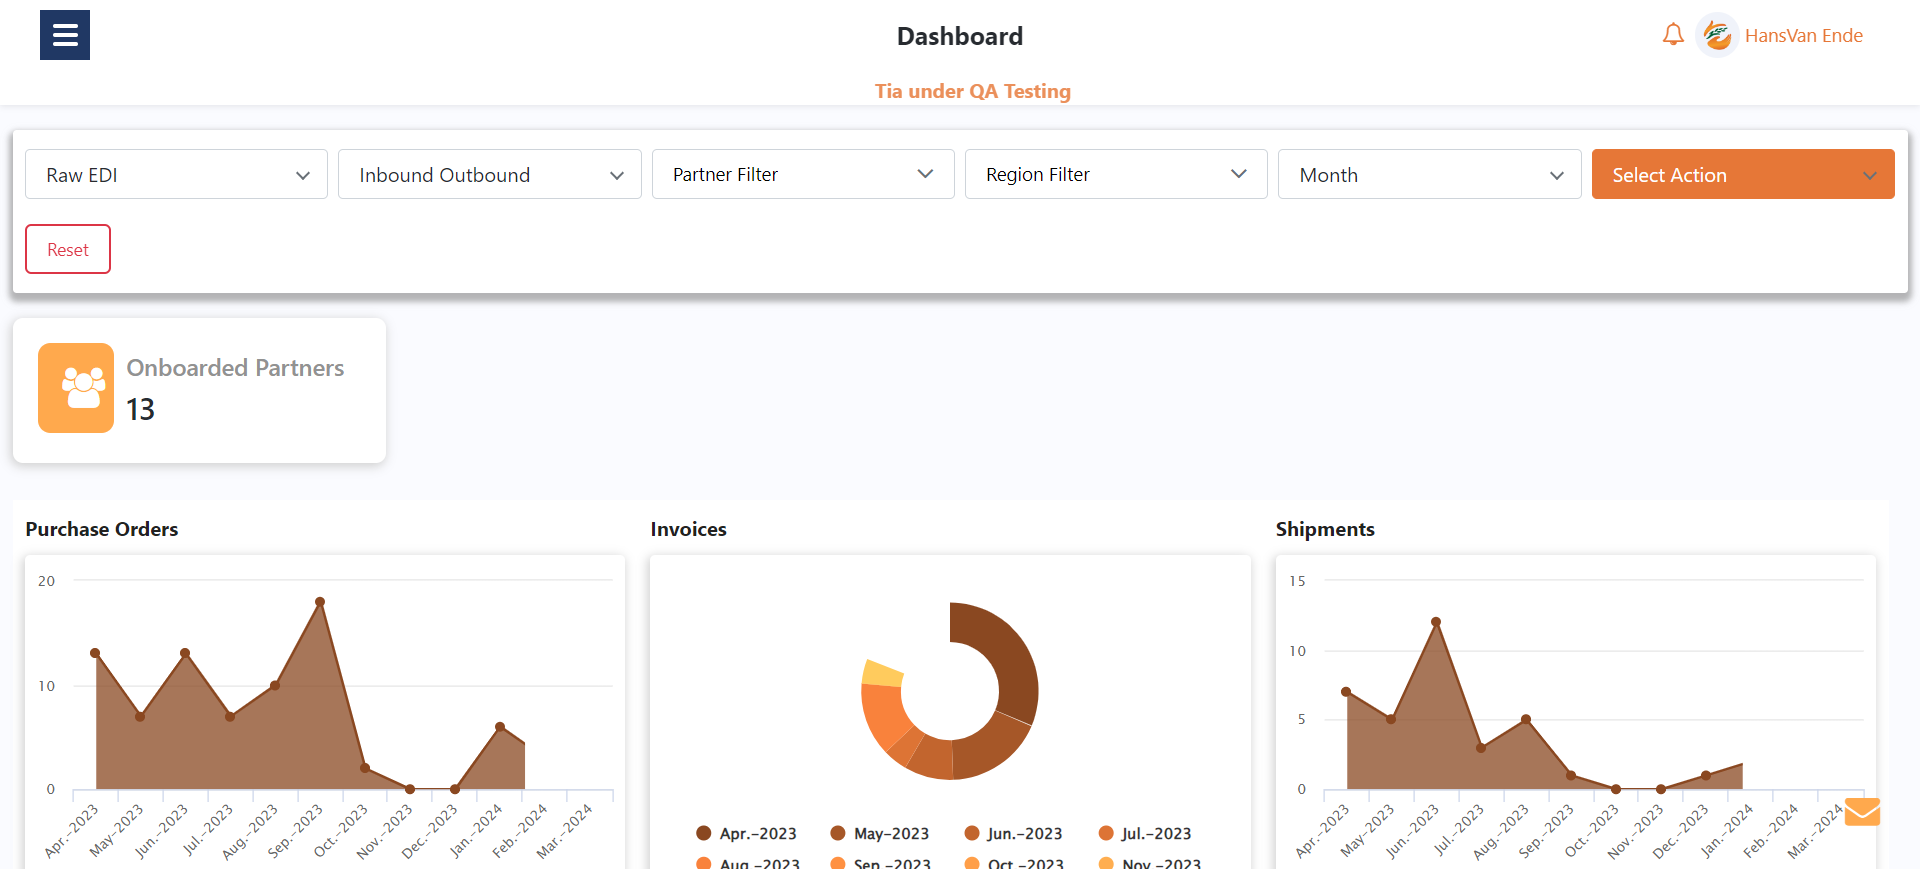 Dashboard
HansVan Ende
Tia under QA Testing
Raw EDI
Inbound Outbound
Partner Filter
Region Filter
Month
Select Action
Reset
Onboarded Partners
13
Purchase Orders
20
10
0
Apr.-2023
May-2023
Jun.-2023
Jul.-2023
Aug.-2023
Sep.-2023
Oct.-2023
Nov.-2023
Dec.-2023
Jan.-2024
Feb.-2024
Mar.-2024
Invoices
Apr.-2023
May-2023
Jun.-2023
Jul.-2023
Aug.-2023
Sep.-2023
Oct.-2023
Nov.-2023
Shipments
15
10
5
0
Apr.-2023
May-2023
Jun.-2023
Jul.-2023
Aug.-2023
Sep.-2023
Oct.-2023
Nov.-2023
Dec.-2023
Jan.-2024
Feb.-2024
Mar.-2024